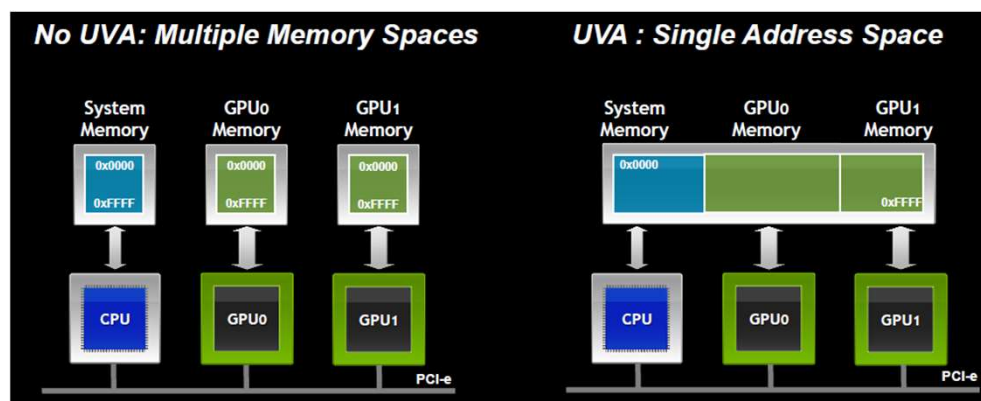 No UVA: Multiple Memory Spaces
System Memory
GPU0 Memory
GPU1 Memory
0x0000
0xFFFF
0x0000
0xFFFF
0x0000
0xFFFF
CPU
GPU0
GPU1
PCI-e
UVA : Single Address Space
System Memory
GPU0 Memory
GPU1 Memory
0x0000
0xFFFF
CPU
GPU0
GPU1
PCI-e